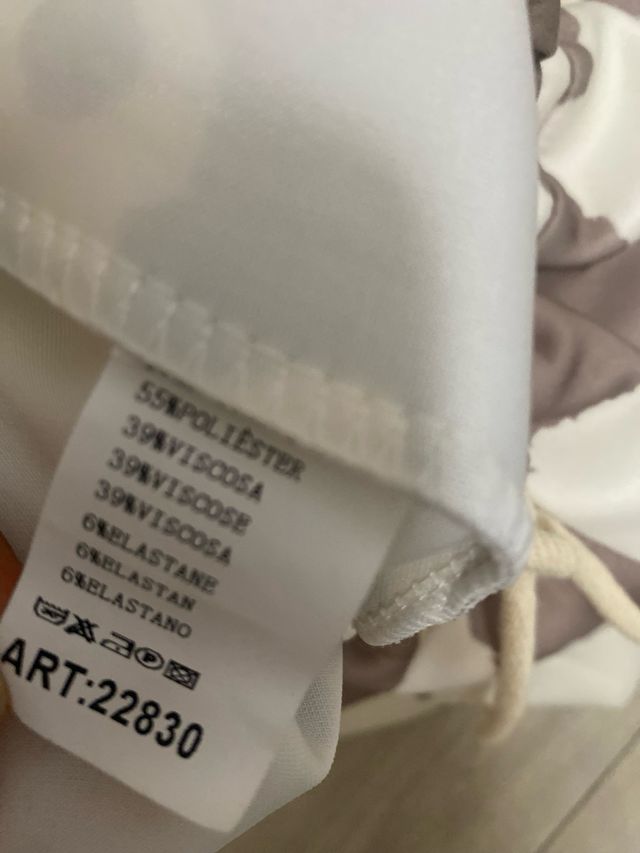 55%POLIÉSTER
39%VISCOSA
39%VISCOSE
39%VISCOSA
6%ELASTANE
6%ELASTAN
6%ELASTANO
ART:22830